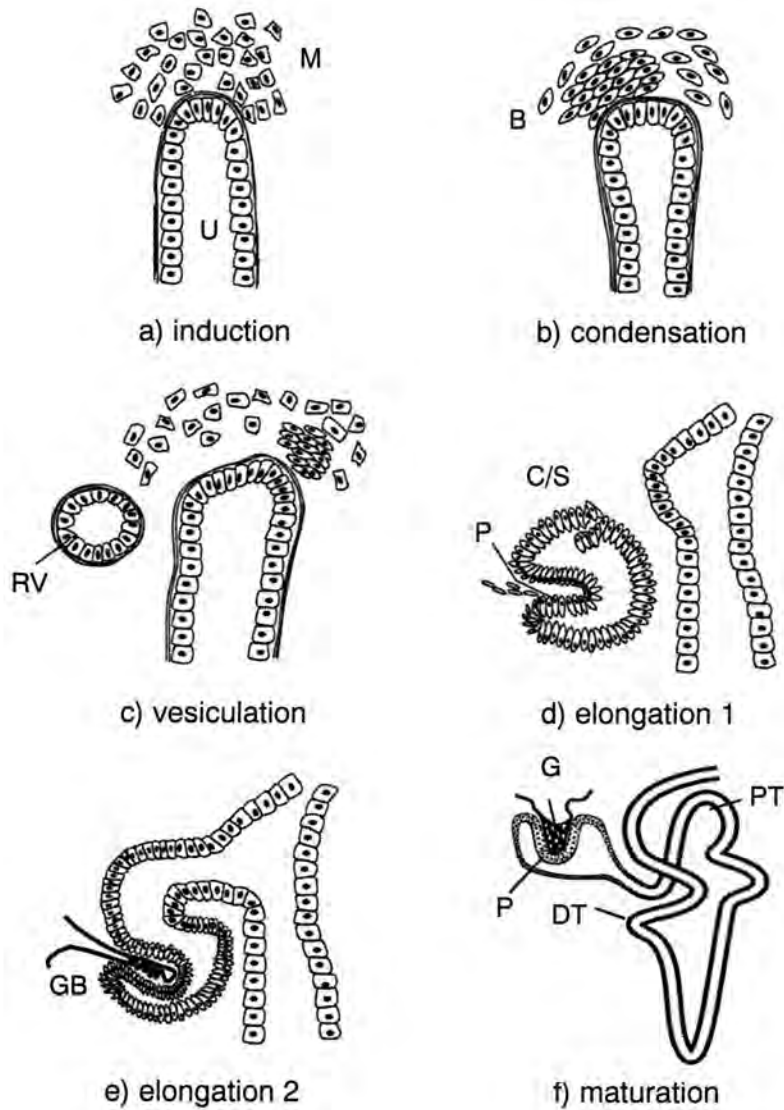 M
U
a) induction
B
b) condensation
RV
c) vesiculation
C/S
P
d) elongation 1
GB
e) elongation 2
G
PT
P
DT
f) maturation